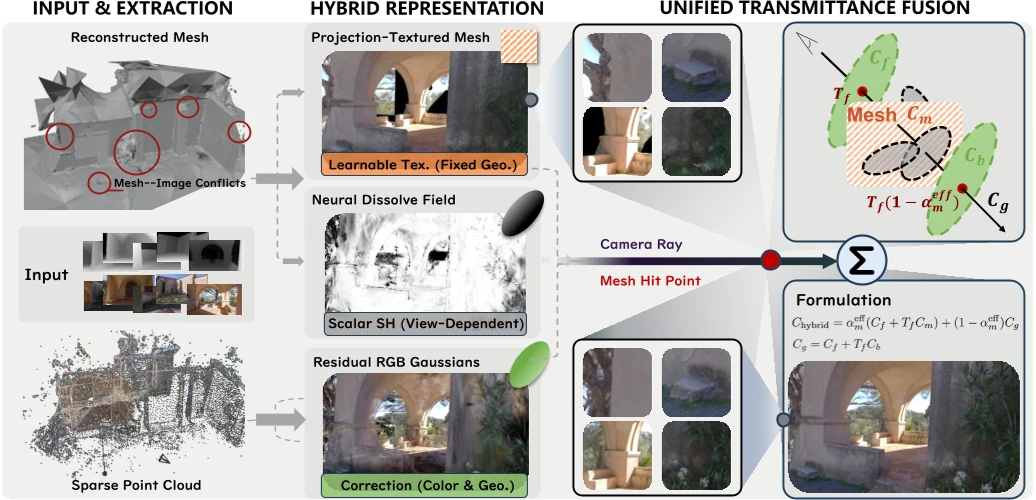 INPUT & EXTRACTION
Reconstructed Mesh
Mesh--Image Conflicts
Input
Sparse Point Cloud
HYBRID REPRESENTATION
Projection-Textured Mesh
Learnable Tex. (Fixed Geo.)
Neural Dissolve Field
Scalar SH (View-Dependent)
Residual RGB Gaussians
Correction (Color & Geo.)
UNIFIED TRANSMITTANCE FUSION
Camera Ray
Mesh Hit Point
C_f
T_f
Mesh C_m
C_b
T_f(1 - α_m^{eff})
C_g
Σ
Formulation
C_hybrid = α_m^eff(C_f + T_f C_m) + (1 − α_m^eff)C_g
C_g = C_f + T_f C_b